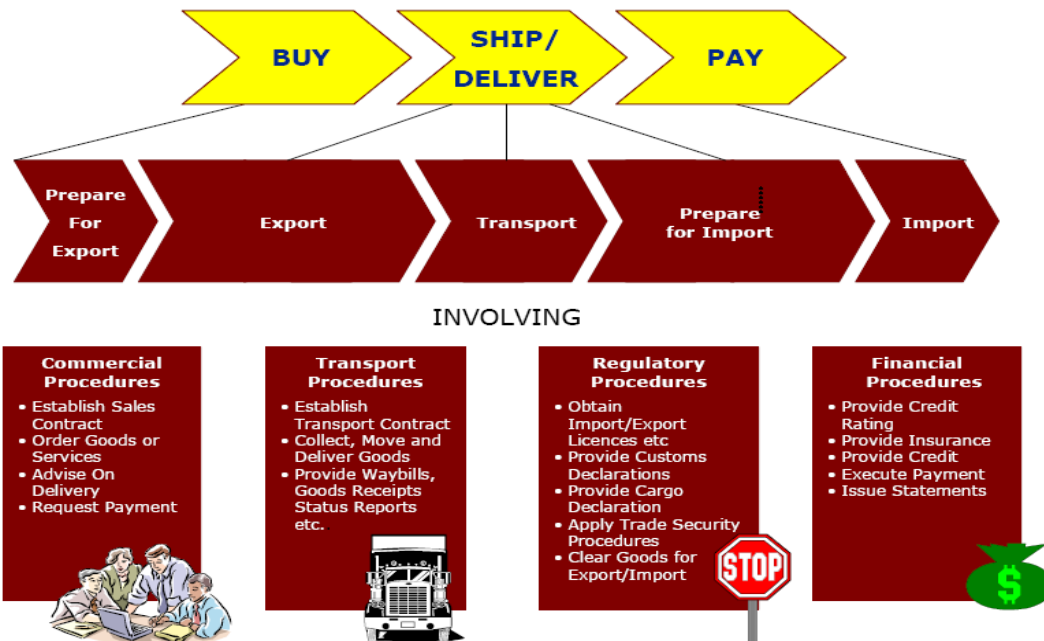 BUY
SHIP/
DELIVER
PAY
Prepare
For
Export
Export
Transport
Prepare
for Import
Import
INVOLVING
Commercial
Procedures
• Establish Sales
Contract
• Order Goods or
Services
• Advise On
Delivery
• Request Payment
Transport
Procedures
• Establish
Transport Contract
• Collect, Move and
Deliver Goods
• Provide Waybills,
Goods Receipts
Status Reports
etc.
Regulatory
Procedures
• Obtain
Import/Export
Licences etc
• Provide Customs
Declarations
• Provide Cargo
Declaration
• Apply Trade Security
Procedures
• Clear Goods for
Export/Import
STOP
Financial
Procedures
• Provide Credit
Rating
• Provide Insurance
• Provide Credit
• Execute Payment
• Issue Statements
$